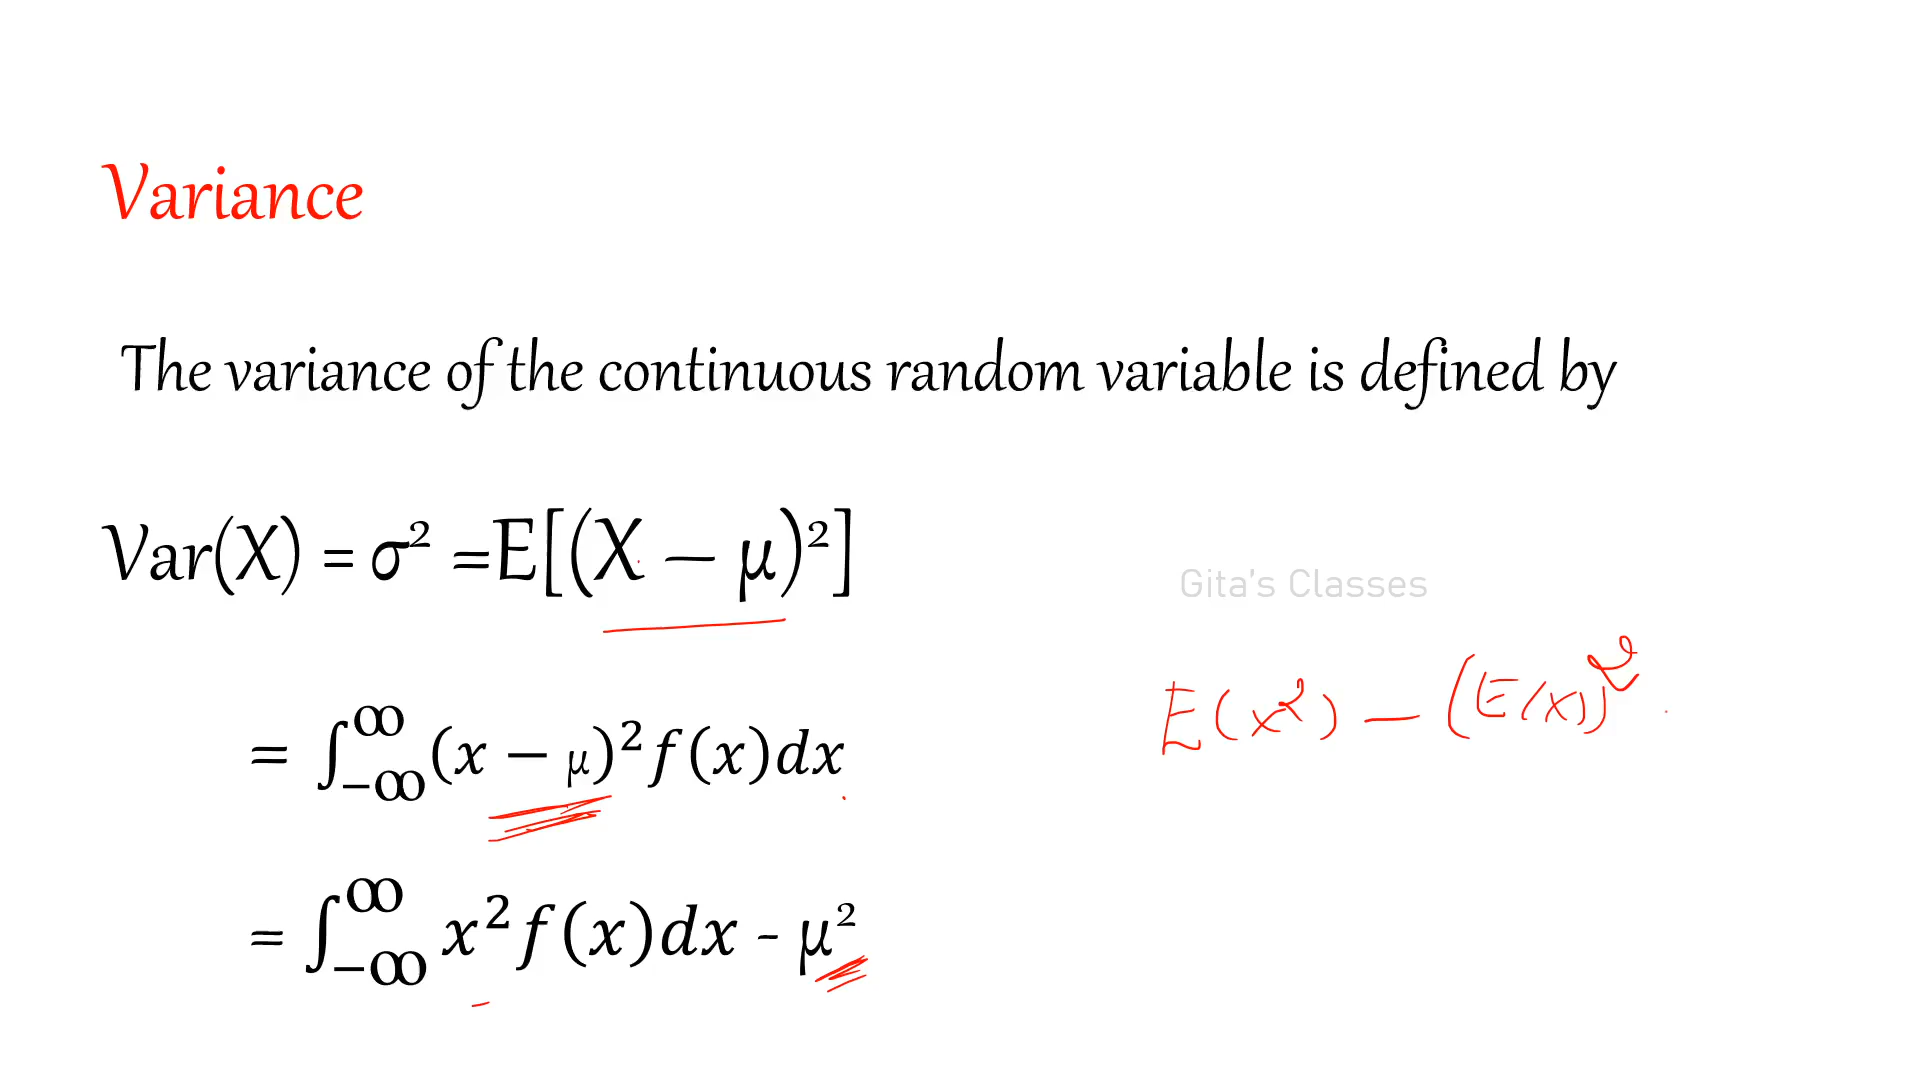 Variance
The variance of the continuous random variable is defined by
Var(X) = σ² =E[(X − μ)²]
Gita's Classes
E(x²) − (E(x))²
= ∫_{−∞}^{∞} (x − μ)² f(x)dx
= ∫_{−∞}^{∞} x² f(x)dx - μ²